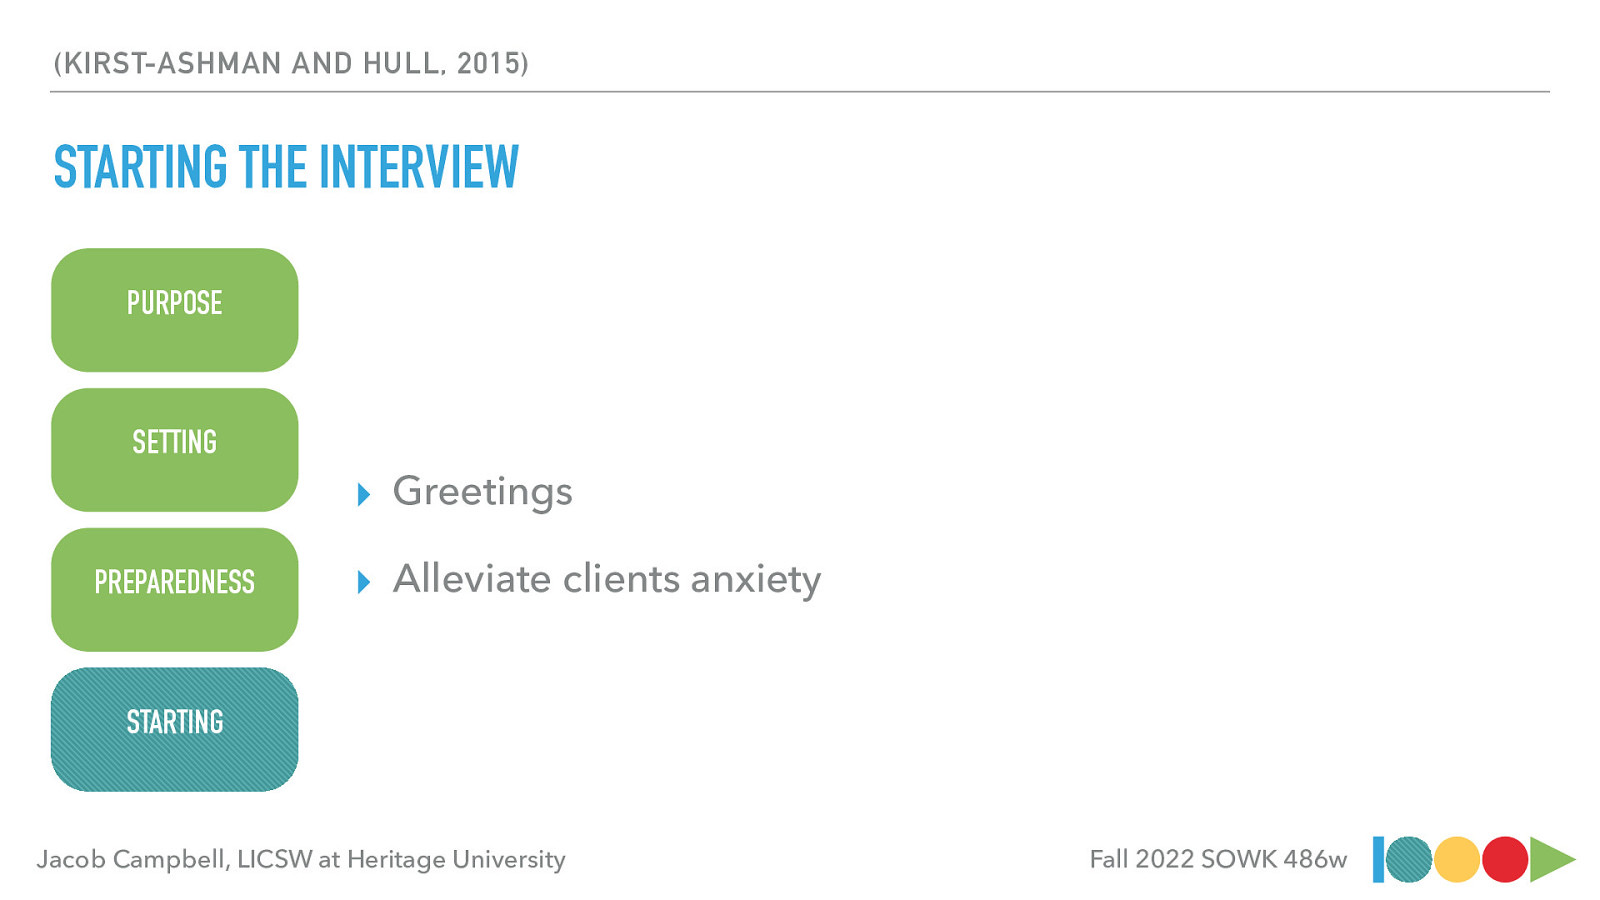 (KIRST-ASHMAN AND HULL, 2015)
STARTING THE INTERVIEW
PURPOSE
SETTING
PREPAREDNESS
STARTING
Greetings
Alleviate clients anxiety
Jacob Campbell, LICSW at Heritage University
Fall 2022 SOWK 486w